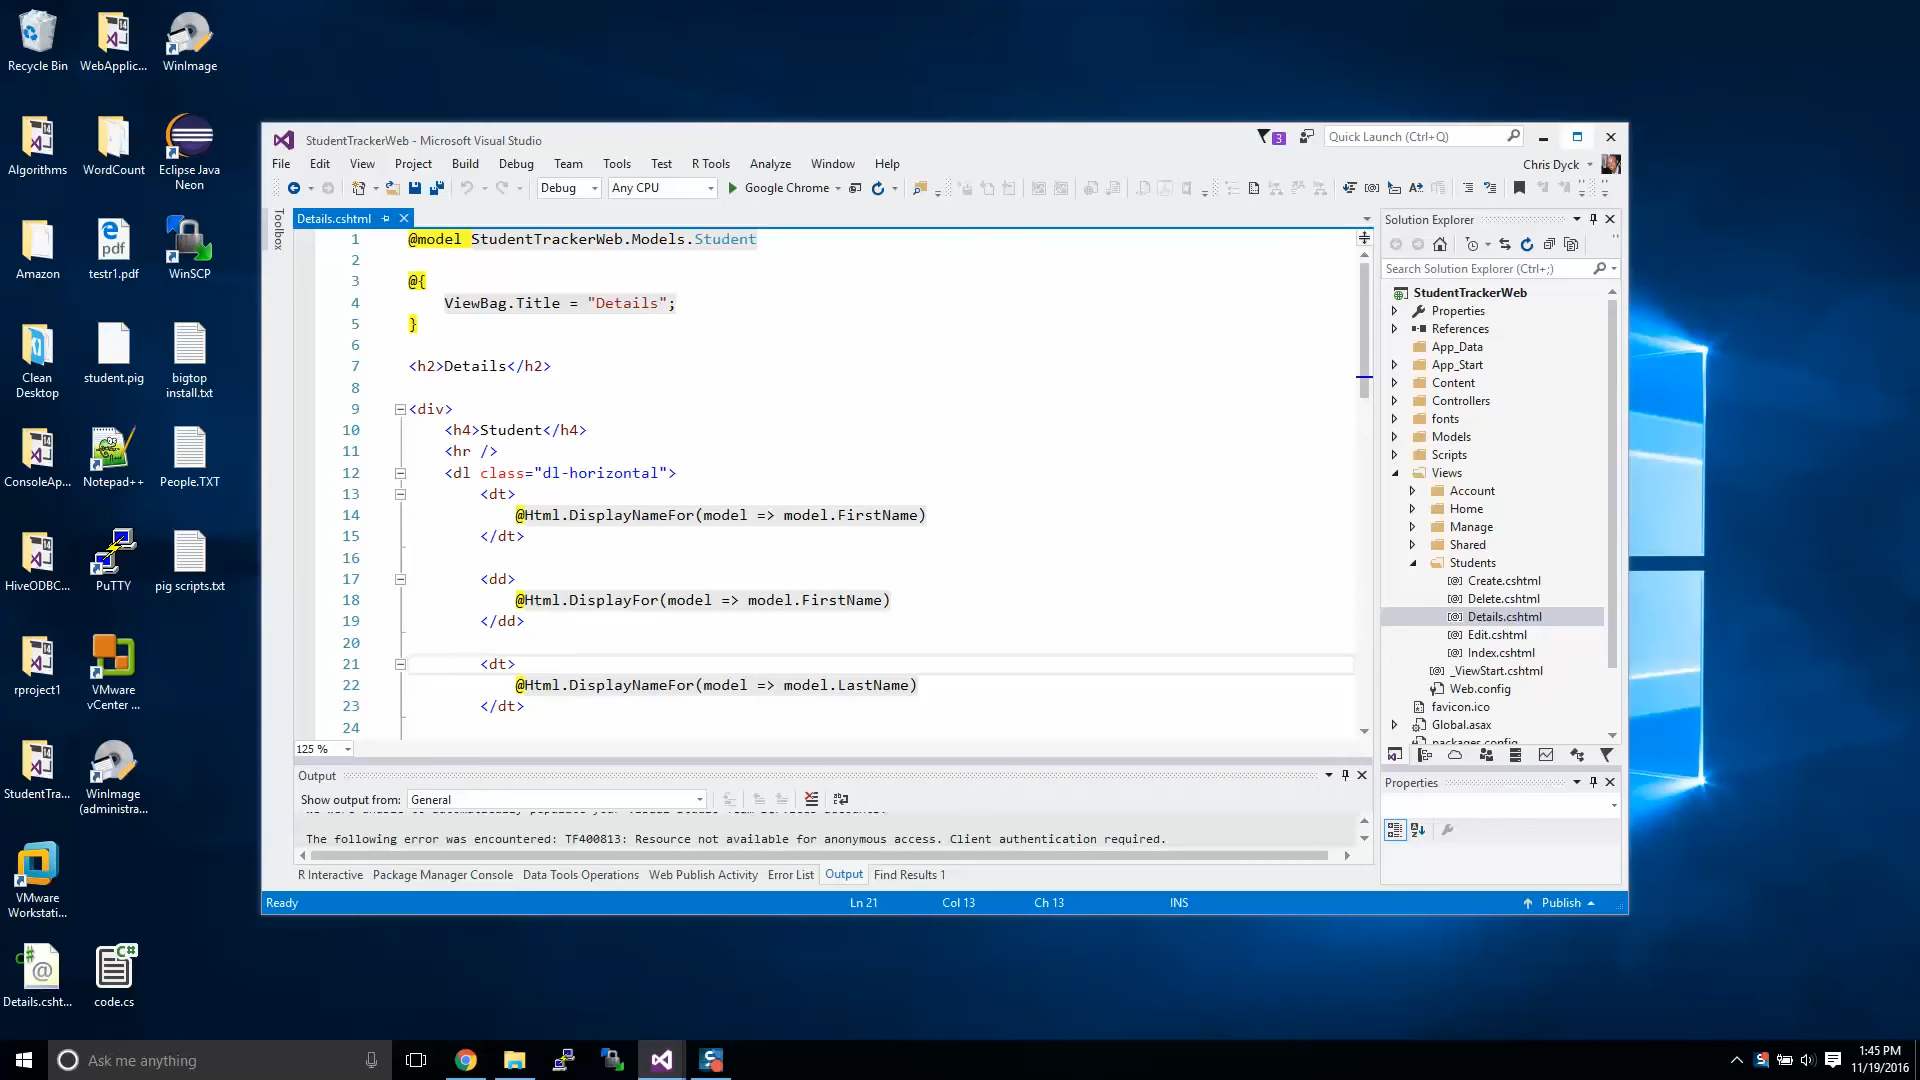 Recycle Bin
WebApplic...
WinImage
Algorithms
WordCount
Eclipse Java
Neon
Amazon
testr1.pdf
WinSCP
Clean
Desktop
student.pig
bigtop
install.txt
ConsoleAp...
Notepad++
People.TXT
HiveODBC...
PuTTY
pig scripts.txt
rproject1
VMware
vCenter ...
StudentTra...
WinImage
(administra...
VMware
Workstati...
Details.csht...
code.cs
StudentTrackerWeb - Microsoft Visual Studio
3
Quick Launch (Ctrl+Q)
File Edit View Project Build Debug Team Tools Test R Tools Analyze Window Help
Chris Dyck
Debug
Any CPU
Google Chrome
Toolbox
Details.cshtml
1 @model StudentTrackerWeb.Models.Student
2
3 @{
4 ViewBag.Title = "Details";
5 }
6
7 <h2>Details</h2>
8
9 <div>
10 <h4>Student</h4>
11 <hr />
12 <dl class="dl-horizontal">
13 <dt>
14 @Html.DisplayNameFor(model => model.FirstName)
15 </dt>
16
17 <dd>
18 @Html.DisplayFor(model => model.FirstName)
19 </dd>
20
21 <dt>
22 @Html.DisplayNameFor(model => model.LastName)
23 </dt>
24
125 %
Output
Show output from: General
The following error was encountered: TF400813: Resource not available for anonymous access. Client authentication required.
R Interactive Package Manager Console Data Tools Operations Web Publish Activity Error List Output Find Results 1
Ready Ln 21 Col 13 Ch 13 INS Publish
Solution Explorer
Search Solution Explorer (Ctrl+;)
StudentTrackerWeb
Properties
References
App_Data
App_Start
Content
Controllers
fonts
Models
Scripts
Views
Account
Home
Manage
Shared
Students
Create.cshtml
Delete.cshtml
Details.cshtml
Edit.cshtml
Index.cshtml
_ViewStart.cshtml
Web.config
favicon.ico
Global.asax
packages.config
Properties
Ask me anything
1:45 PM
11/19/2016